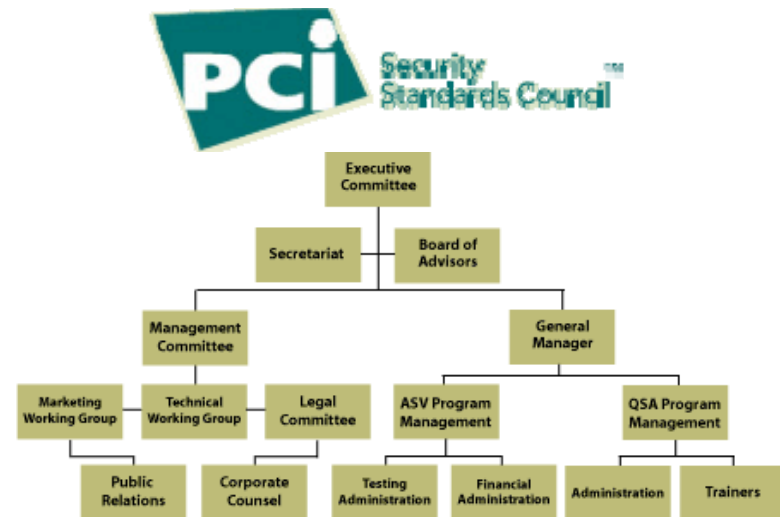 PCi
Security
Standards Council
Executive
Committee
Secretariat
Board of
Advisors
Management
Committee
General
Manager
Marketing
Working Group
Technical
Working Group
Legal
Committee
ASV Program
Management
QSA Program
Management
Public
Relations
Corporate
Counsel
Testing
Administration
Financial
Administration
Administration
Trainers